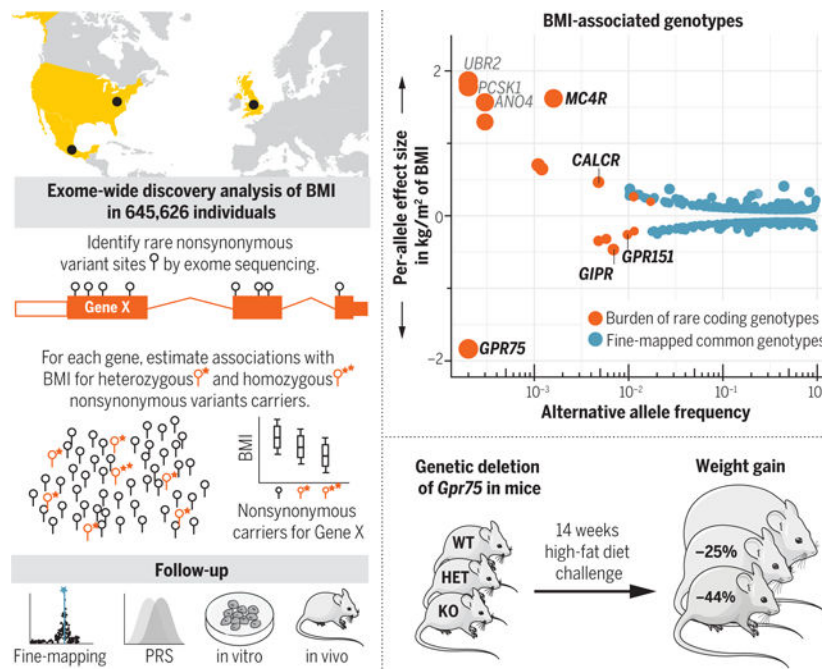 Exome-wide discovery analysis of BMI
in 645,626 individuals
Identify rare nonsynonymous
variant sites by exome sequencing.
Gene X
For each gene, estimate associations with
BMI for heterozygous and homozygous
nonsynonymous variants carriers.
BMI
Nonsynonymous
carriers for Gene X
Follow-up
Fine-mapping
PRS
in vitro
in vivo
BMI-associated genotypes
Per-allele effect size
in kg/m² of BMI
2
0
−2
UBR2
PCSK1
ANO4
MC4R
CALCR
GPR151
GIPR
GPR75
Burden of rare coding genotypes
Fine-mapped common genotypes
10⁻³
10⁻²
10⁻¹
1
Alternative allele frequency
Genetic deletion
of Gpr75 in mice
WT
HET
KO
14 weeks
high-fat diet
challenge
Weight gain
−25%
−44%